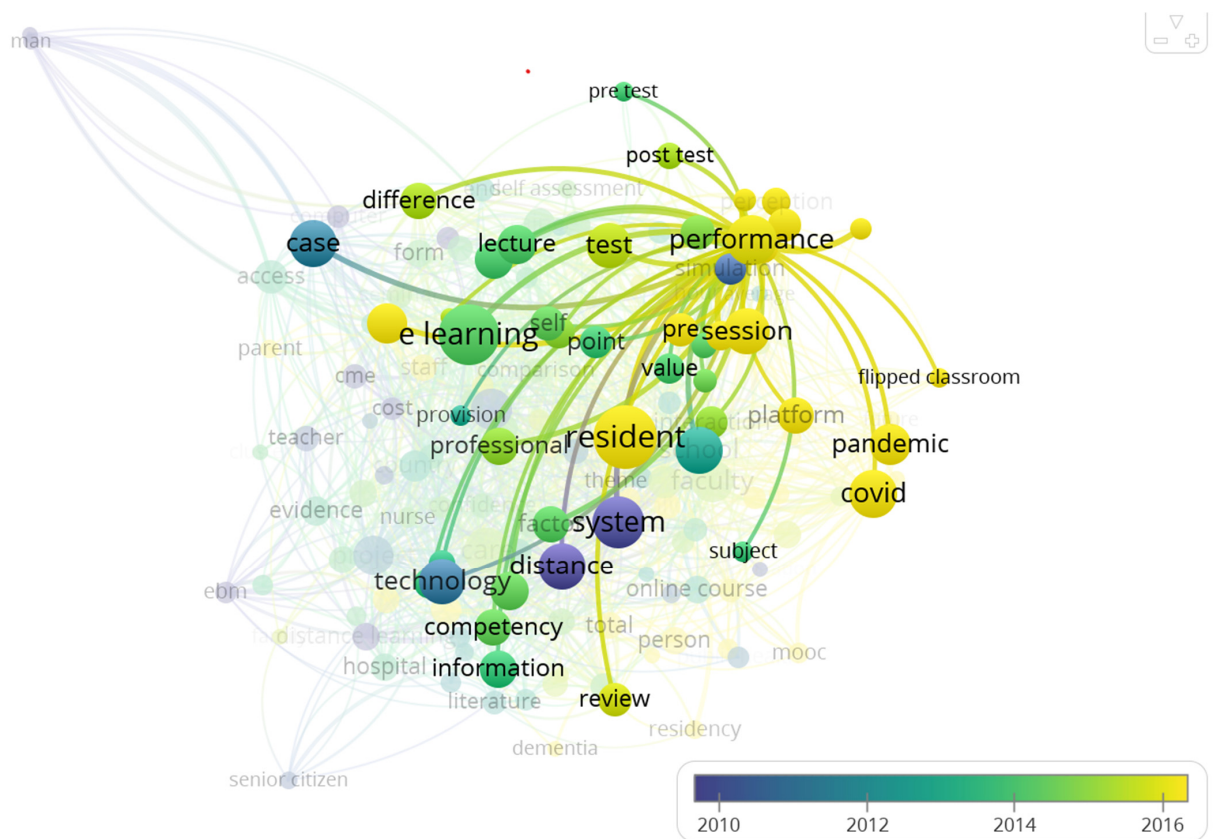 man
pre test
post test
self assessment
difference
perception
computer
case
form
lecture
test
performance
access
simulation
e learning
self
point
pre
session
parent
staff
comparison
value
cme
flipped classroom
cost
provision
interaction
platform
teacher
professional
resident
school
pandemic
theme
faculty
covid
evidence
nurse
factor
system
subject
distance
technology
online course
ebm
competency
total
distance learning
person
mooc
hospital
information
literature
review
residency
dementia
senior citizen
2010
2012
2014
2016